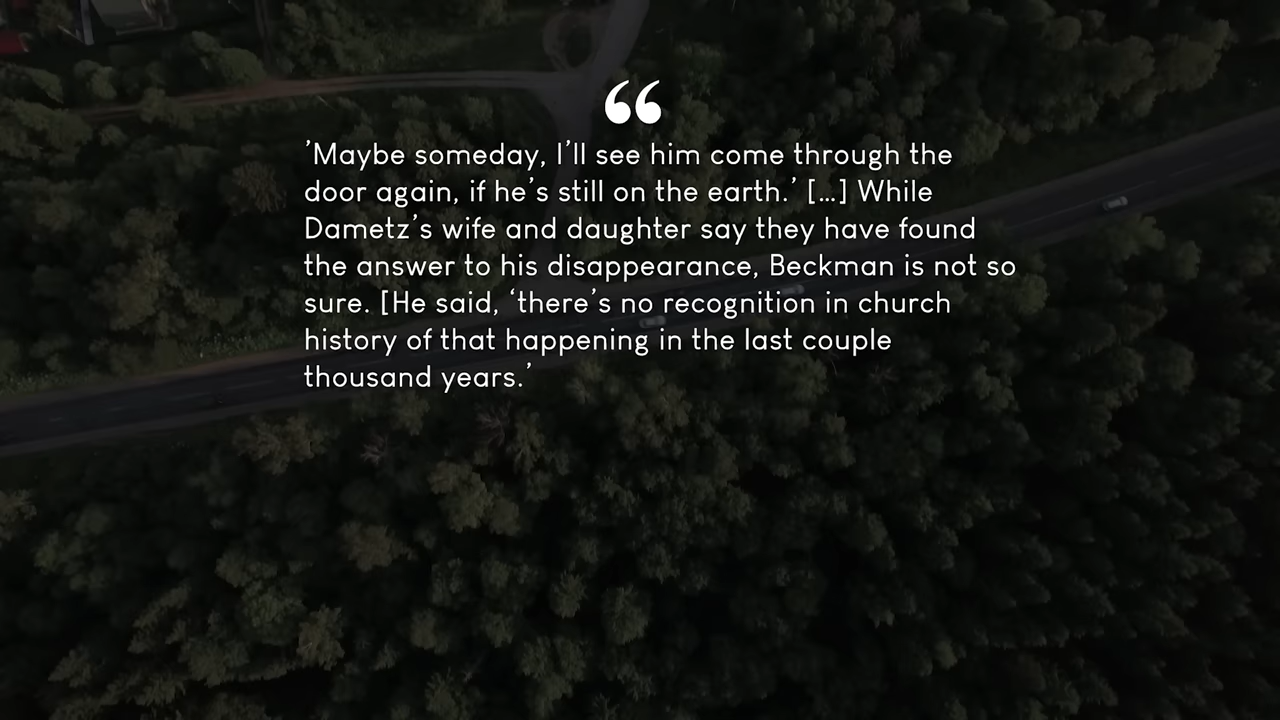 “
’Maybe someday, I’ll see him come through the
door again, if he’s still on the earth.’ […] While
Dametz’s wife and daughter say they have found
the answer to his disappearance, Beckman is not so
sure. [He said, ‘there’s no recognition in church
history of that happening in the last couple
thousand years.’